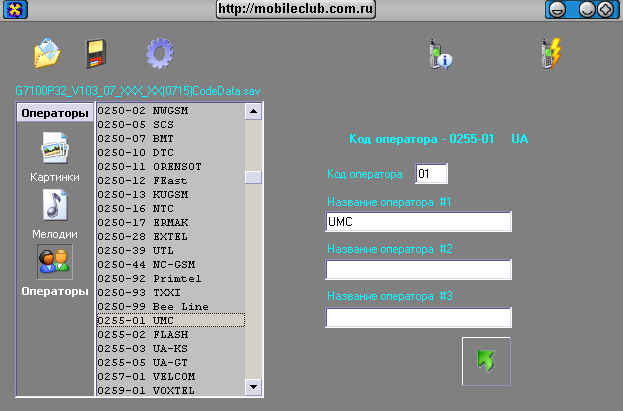 http://mobileclub.com.ru
G7100P32_V103_07_XXX_XX(0715)CodeData.sav
Операторы
Картинки
Мелодии
Операторы
0250-02 NWGSM
0250-05 SCS
0250-07 BMT
0250-10 DTC
0250-11 ORENSOT
0250-12 FEast
0250-13 KUGSM
0250-16 NTC
0250-17 ERMAK
0250-28 EXTEL
0250-39 UTL
0250-44 NC-GSM
0250-92 Primtel
0250-93 TXXI
0250-99 Bee Line
0255-01 UMC
0255-02 FLASH
0255-03 UA-KS
0255-05 UA-GT
0257-01 VELCOM
0259-01 VOXTEL
Код оператора - 0255-01 UA
Код оператора 01
Название оператора #1
UMC
Название оператора #2
Название оператора #3